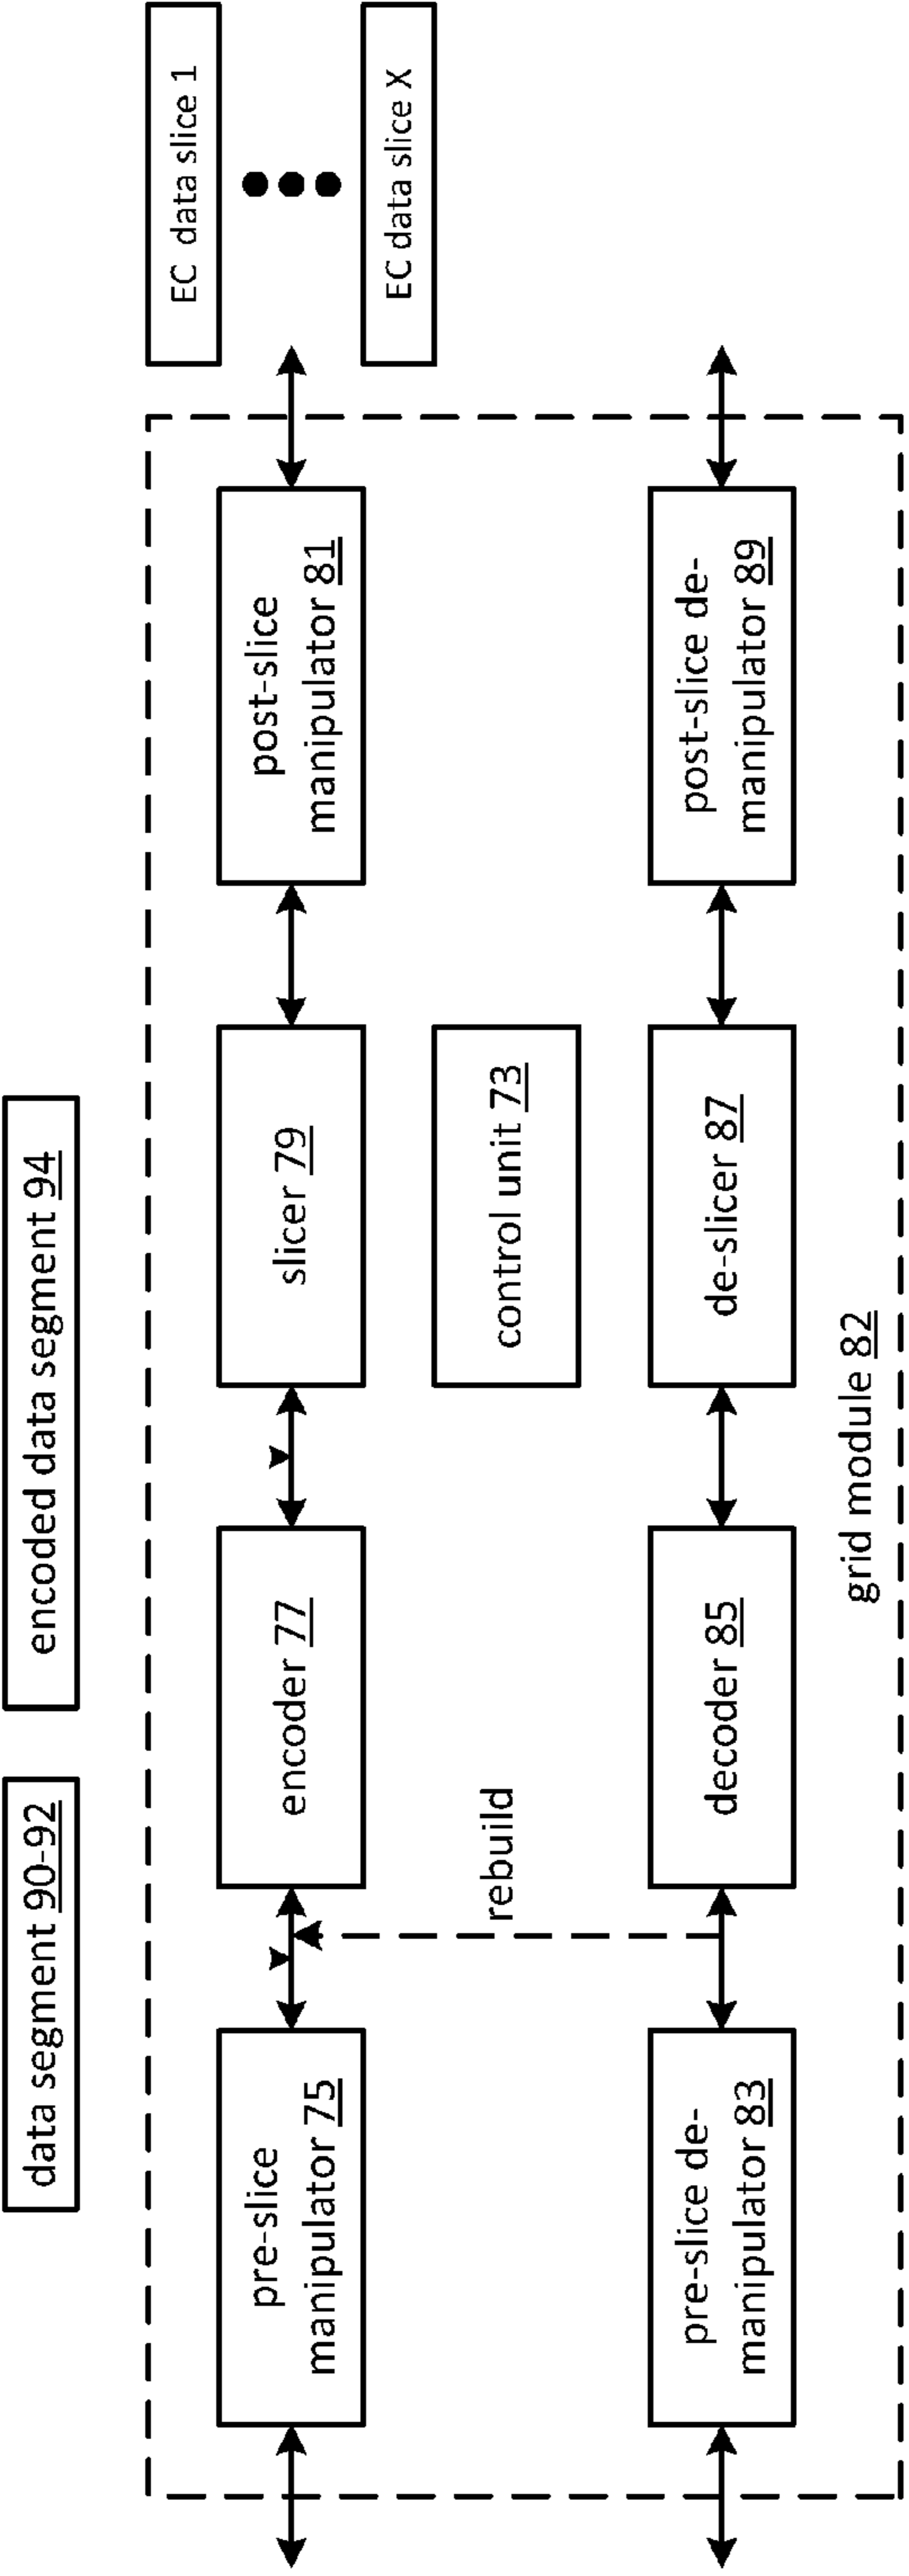 data segment 90-92
encoded data segment 94
pre-slice
manipulator 75
encoder 77
slicer 79
post-slice
manipulator 81
EC data slice 1
EC data slice X
rebuild
control unit 73
pre-slice de-
manipulator 83
decoder 85
de-slicer 87
post-slice de-
manipulator 89
grid module 82